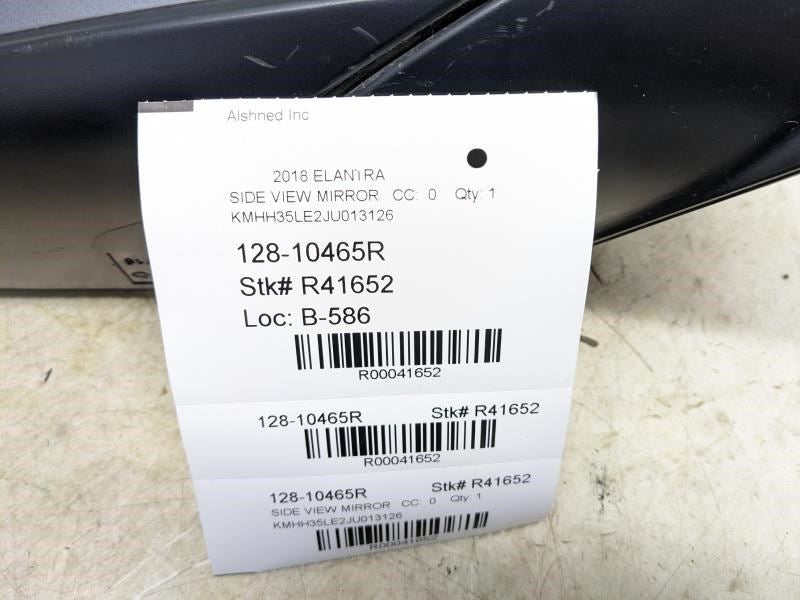 Alshned Inc
2018 ELANTRA
SIDE VIEW MIRROR CC: 0 Qty: 1
KMHH35LE2JU013126
128-10465R
Stk# R41652
Loc: B-586
R00041652
128-10465R Stk# R41652
R00041652
128-10465R Stk# R41652
SIDE VIEW MIRROR CC: 0 Qty: 1
KMHH35LE2JU013126
R00041652